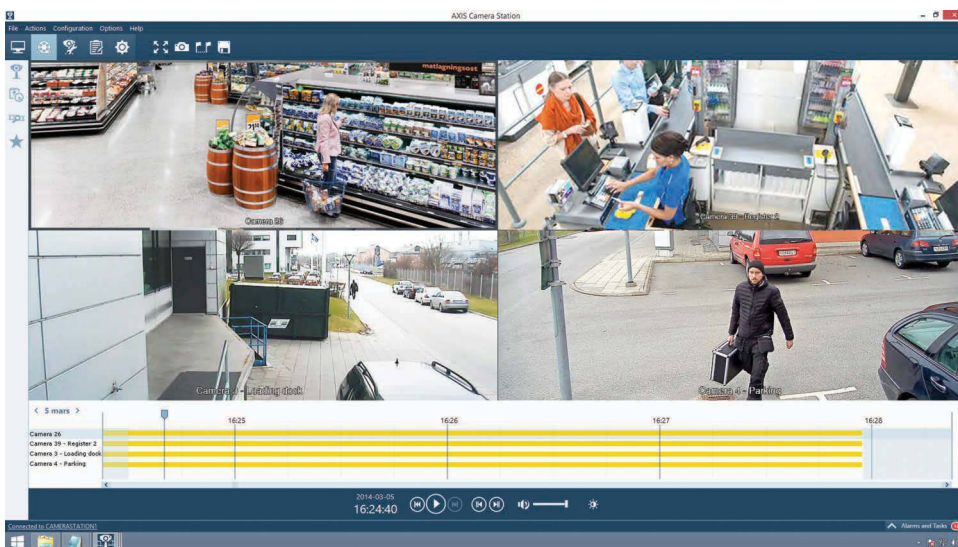 AXIS Camera Station
File Actions Configuration Options Help
matlagningsost
Camera 26
Camera 39 - Register 2
Camera 3 - Loading dock
Camera 4 - Parking
5 mars
16:25 16:26 16:27 16:28
Camera 26
Camera 39 - Register 2
Camera 3 - Loading dock
Camera 4 - Parking
2014-03-05
16:24:40
Connected to CAMERASTATION1
Alarms and Tasks